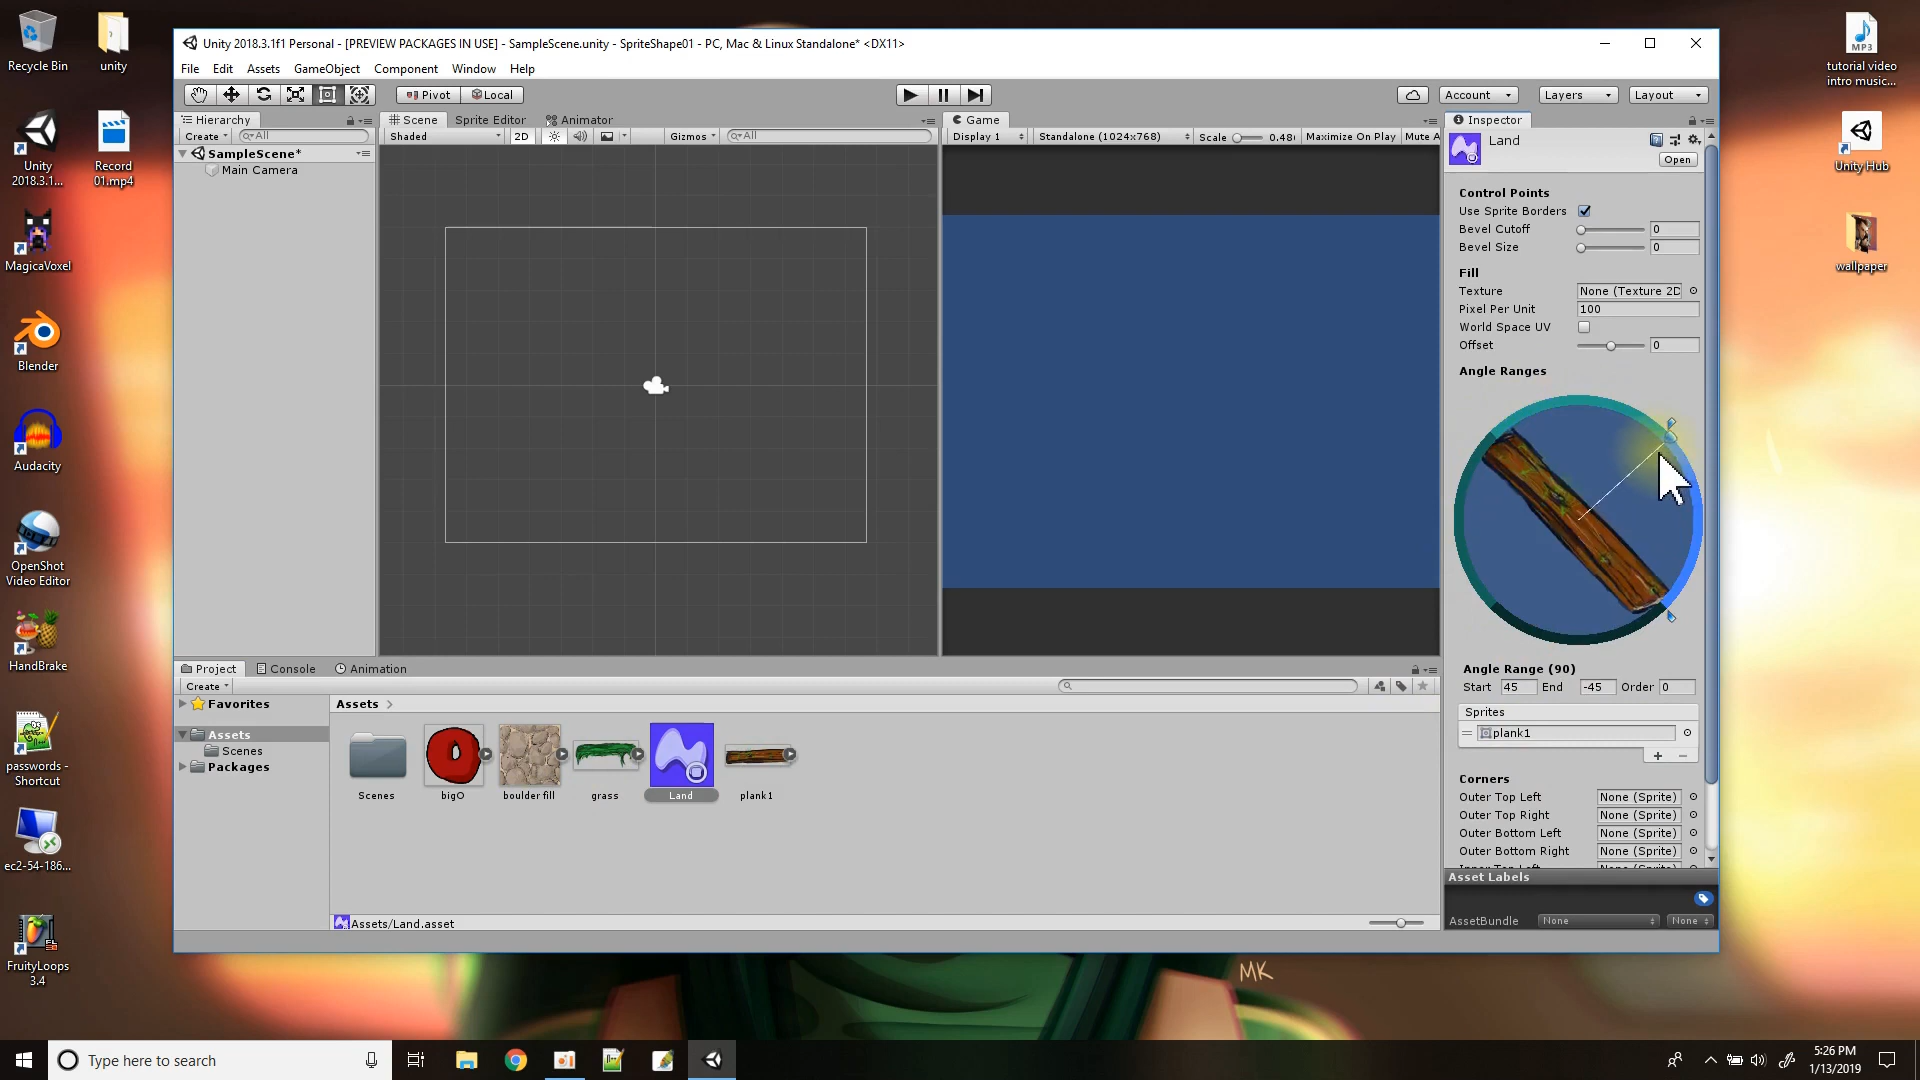 Recycle Bin
unity
Unity 2018.3.1...
Record 01.mp4
MagicaVoxel
Blender
Audacity
OpenShot Video Editor
HandBrake
passwords - Shortcut
ec2-54-186...
FruityLoops 3.4
tutorial video intro music...
Unity Hub
wallpaper
Unity 2018.3.1f1 Personal - [PREVIEW PACKAGES IN USE] - SampleScene.unity - SpriteShape01 - PC, Mac & Linux Standalone* <DX11>
File Edit Assets GameObject Component Window Help
Pivot Local
Account Layers Layout
Hierarchy
Create All
SampleScene*
Main Camera
Scene Sprite Editor Animator
Shaded 2D Gizmos All
Game
Display 1 Standalone (1024x768) Scale 0.48 Maximize On Play Mute A
Inspector
Land
Open
Control Points
Use Sprite Borders
Bevel Cutoff 0
Bevel Size 0
Fill
Texture None (Texture 2D
Pixel Per Unit 100
World Space UV
Offset 0
Angle Ranges
Angle Range (90)
Start 45 End -45 Order 0
Sprites
plank1
+ -
Corners
Outer Top Left None (Sprite)
Outer Top Right None (Sprite)
Outer Bottom Left None (Sprite)
Outer Bottom Right None (Sprite)
Asset Labels
AssetBundle None None
Project Console Animation
Create
Favorites
Assets
Scenes
Packages
Assets
Scenes bigO boulder fill grass Land plank1
Assets/Land.asset
MK
Type here to search
5:26 PM
1/13/2019